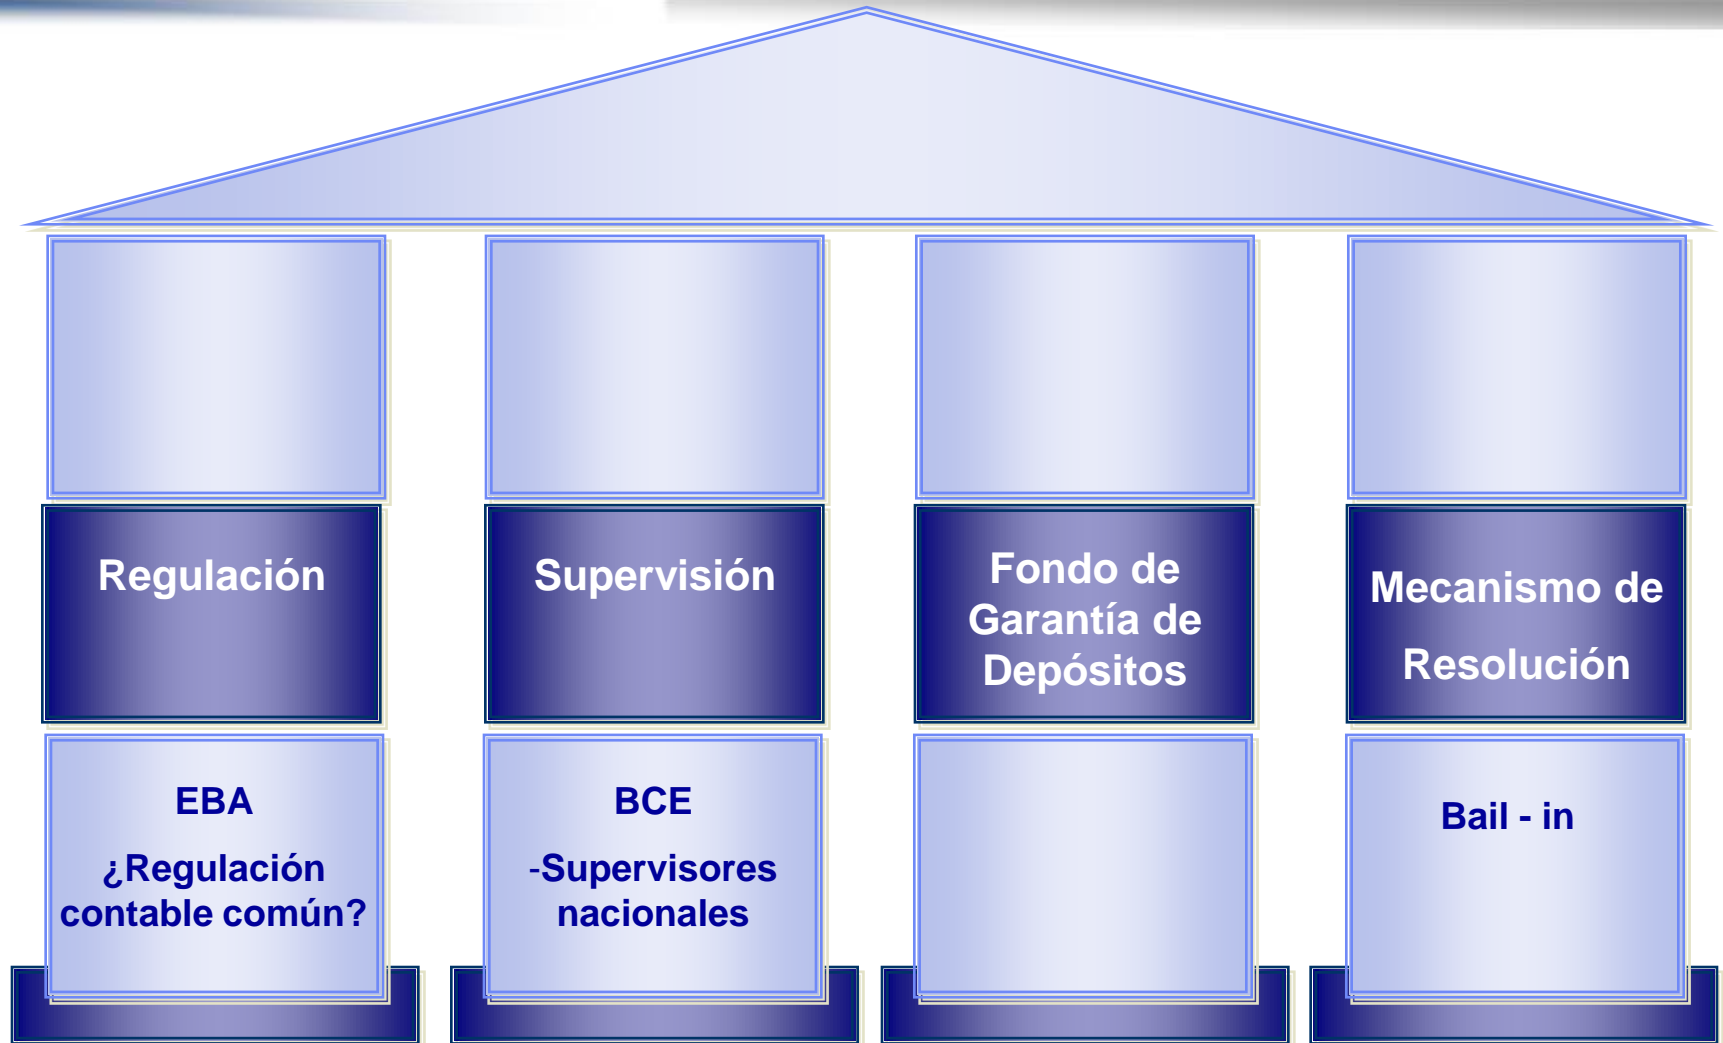 Regulación
Supervisión
Fondo de
Garantía de
Depósitos
Mecanismo de
Resolución
EBA
¿Regulación
contable común?
BCE
-Supervisores
nacionales
Bail - in